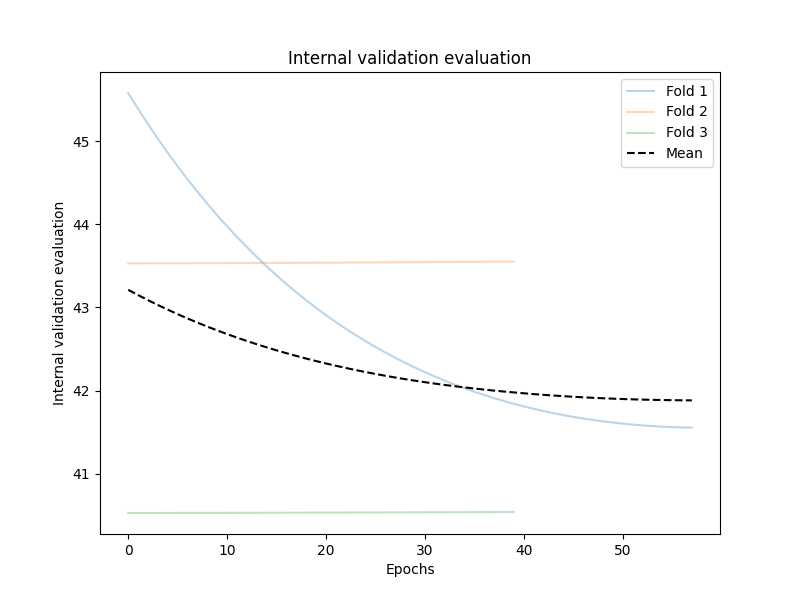 Internal validation evaluation
Fold 1
Fold 2
Fold 3
Mean
Internal validation evaluation
45
44
43
42
41
0 10 20 30 40 50
Epochs